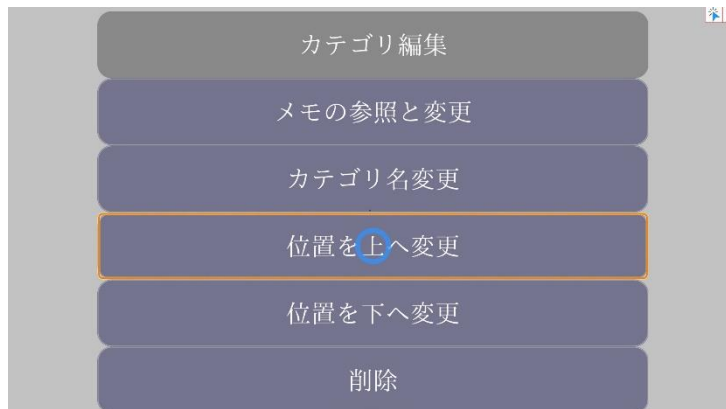 カテゴリ編集
メモの参照と変更
カテゴリ名変更
位置を上へ変更
位置を下へ変更
削除